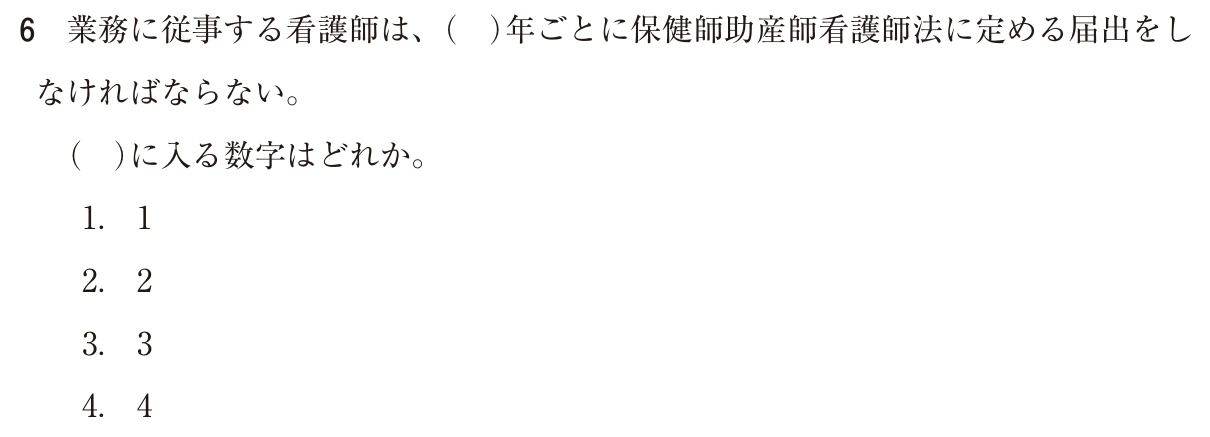 6 業務に従事する看護師は、( )年ごとに保健師助産師看護師法に定める届出をし
なければならない。
( )に入る数字はどれか。
1. 1
2. 2
3. 3
4. 4